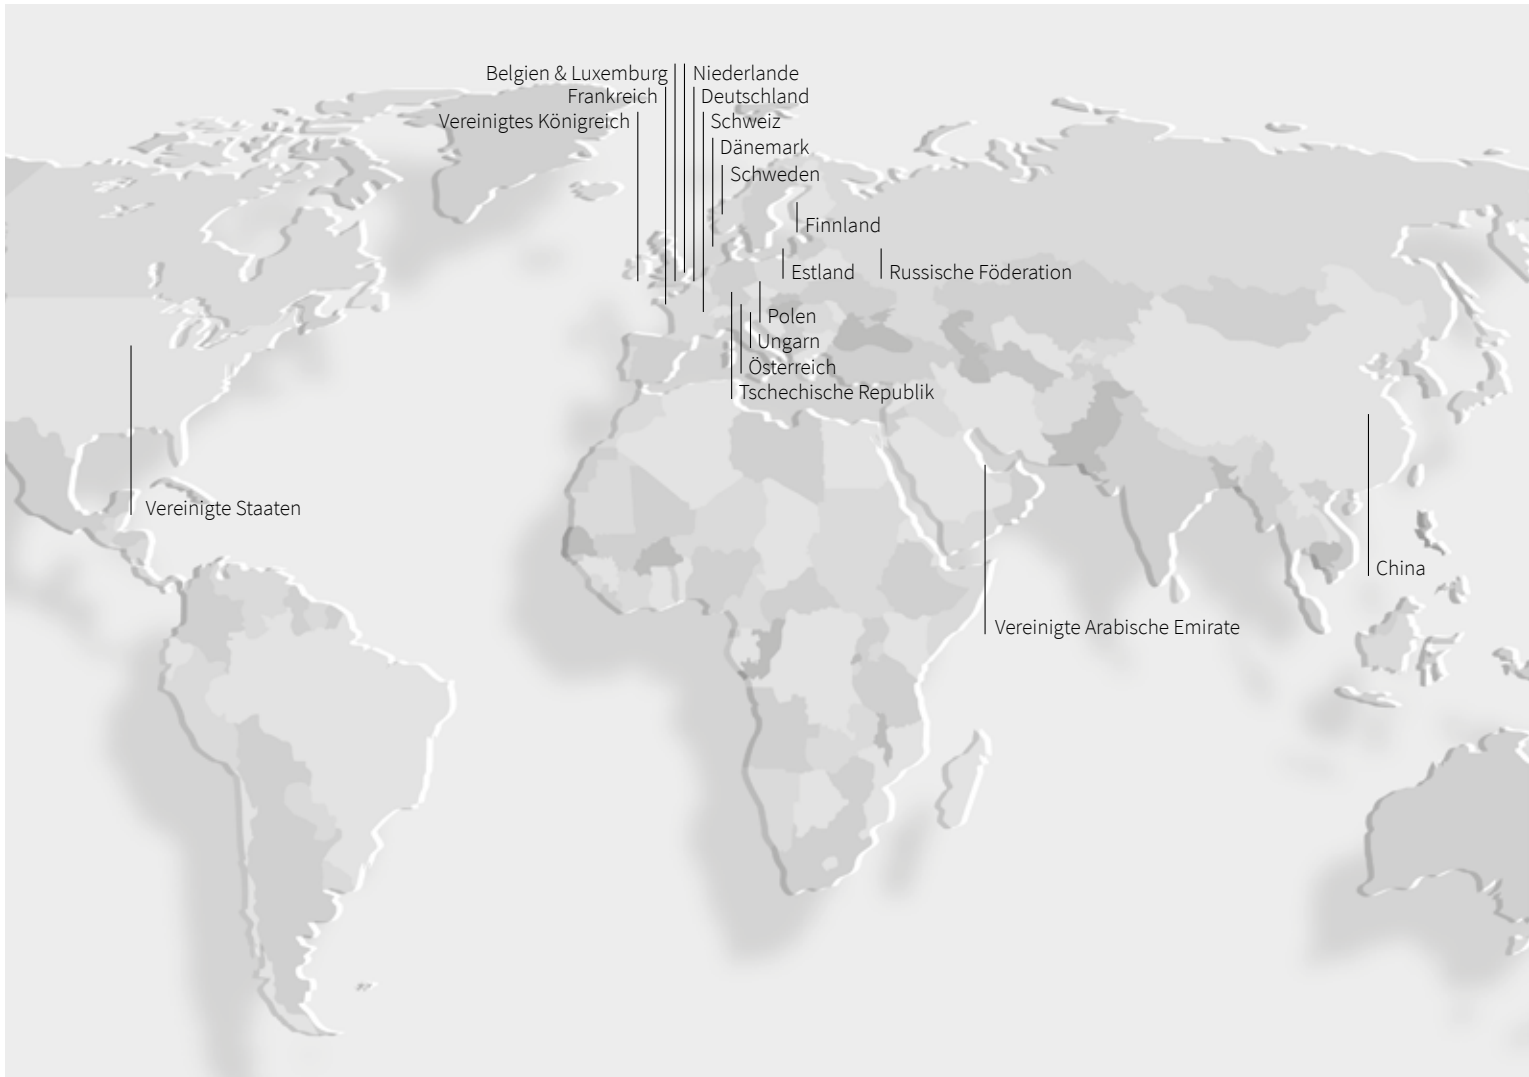 Belgien & Luxemburg
Niederlande
Frankreich
Deutschland
Vereinigtes Königreich
Schweiz
Dänemark
Schweden
Finnland
Estland
Russische Föderation
Polen
Ungarn
Österreich
Tschechische Republik
Vereinigte Staaten
China
Vereinigte Arabische Emirate